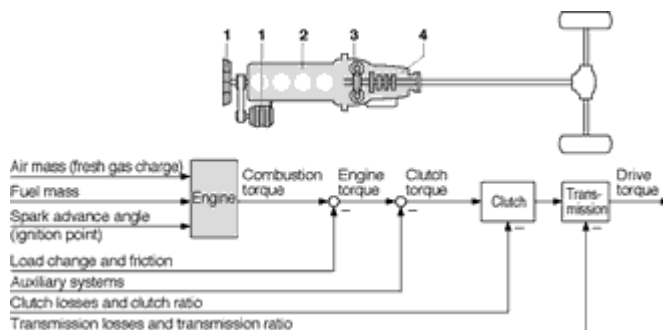 1 1 2 3 4
Air mass (fresh gas charge)
Fuel mass
Spark advance angle
(ignition point)
Engine
Combustion
torque
Engine
torque
Clutch
torque
Clutch
Trans-
mission
Drive
torque
−
−
−
−
Load change and friction
Auxiliary systems
Clutch losses and clutch ratio
Transmission losses and transmission ratio